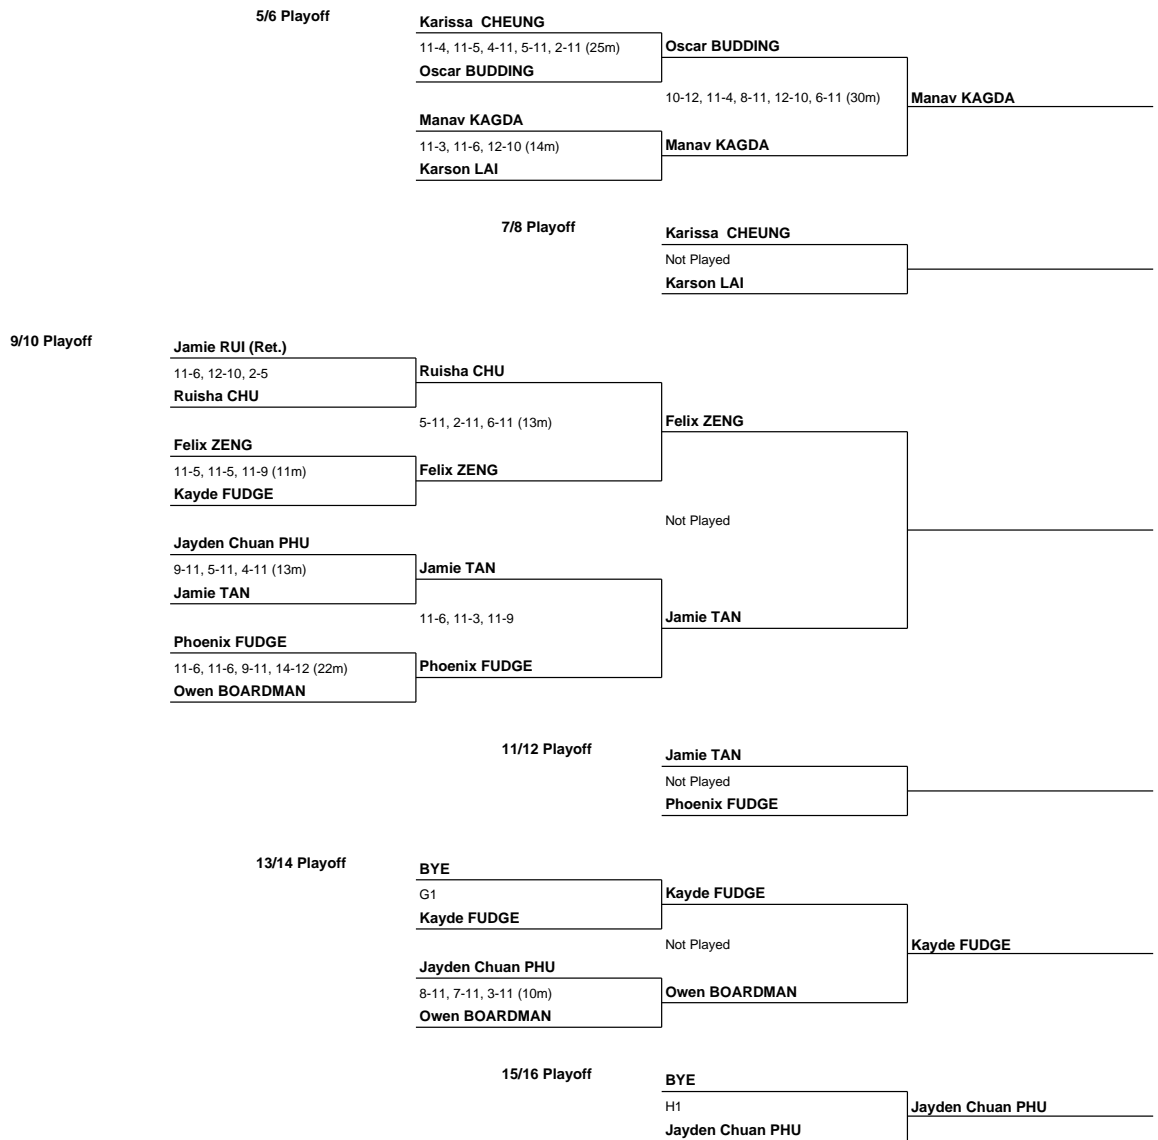 5/6 Playoff
Karissa  CHEUNG
11-4, 11-5, 4-11, 5-11, 2-11 (25m)
Oscar BUDDING
Oscar BUDDING
10-12, 11-4, 8-11, 12-10, 6-11 (30m)
Manav KAGDA
Manav KAGDA
11-3, 11-6, 12-10 (14m)
Manav KAGDA
Karson LAI
7/8 Playoff
Karissa  CHEUNG
Not Played
Karson LAI
9/10 Playoff
Jamie RUI (Ret.)
11-6, 12-10, 2-5
Ruisha CHU
Ruisha CHU
5-11, 2-11, 6-11 (13m)
Felix ZENG
Felix ZENG
11-5, 11-5, 11-9 (11m)
Felix ZENG
Kayde FUDGE
Not Played
Jayden Chuan PHU
9-11, 5-11, 4-11 (13m)
Jamie TAN
Jamie TAN
11-6, 11-3, 11-9
Jamie TAN
Phoenix FUDGE
11-6, 11-6, 9-11, 14-12 (22m)
Phoenix FUDGE
Owen BOARDMAN
11/12 Playoff
Jamie TAN
Not Played
Phoenix FUDGE
13/14 Playoff
BYE
G1
Kayde FUDGE
Kayde FUDGE
Not Played
Kayde FUDGE
Jayden Chuan PHU
8-11, 7-11, 3-11 (10m)
Owen BOARDMAN
Owen BOARDMAN
15/16 Playoff
BYE
H1
Jayden Chuan PHU
Jayden Chuan PHU